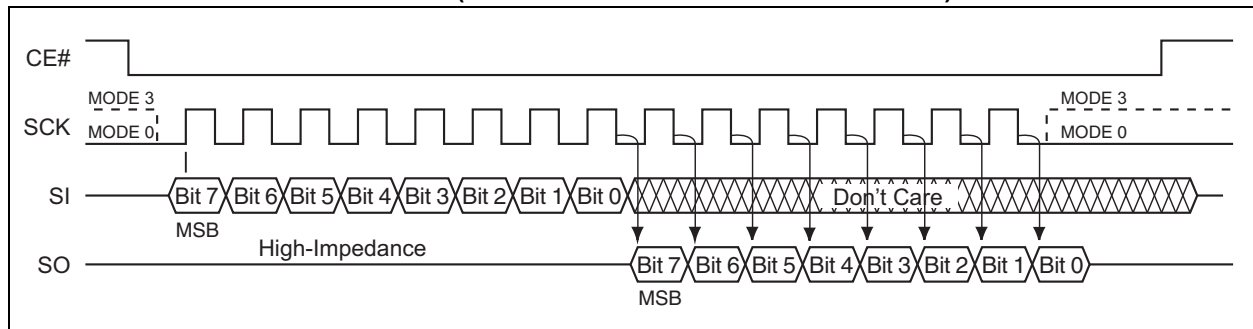 CE#
MODE 3 MODE 3
SCK MODE 0 MODE 0
SI Bit 7 Bit 6 Bit 5 Bit 4 Bit 3 Bit 2 Bit 1 Bit 0 Don't Care
MSB
High-Impedance
SO Bit 7 Bit 6 Bit 5 Bit 4 Bit 3 Bit 2 Bit 1 Bit 0
MSB